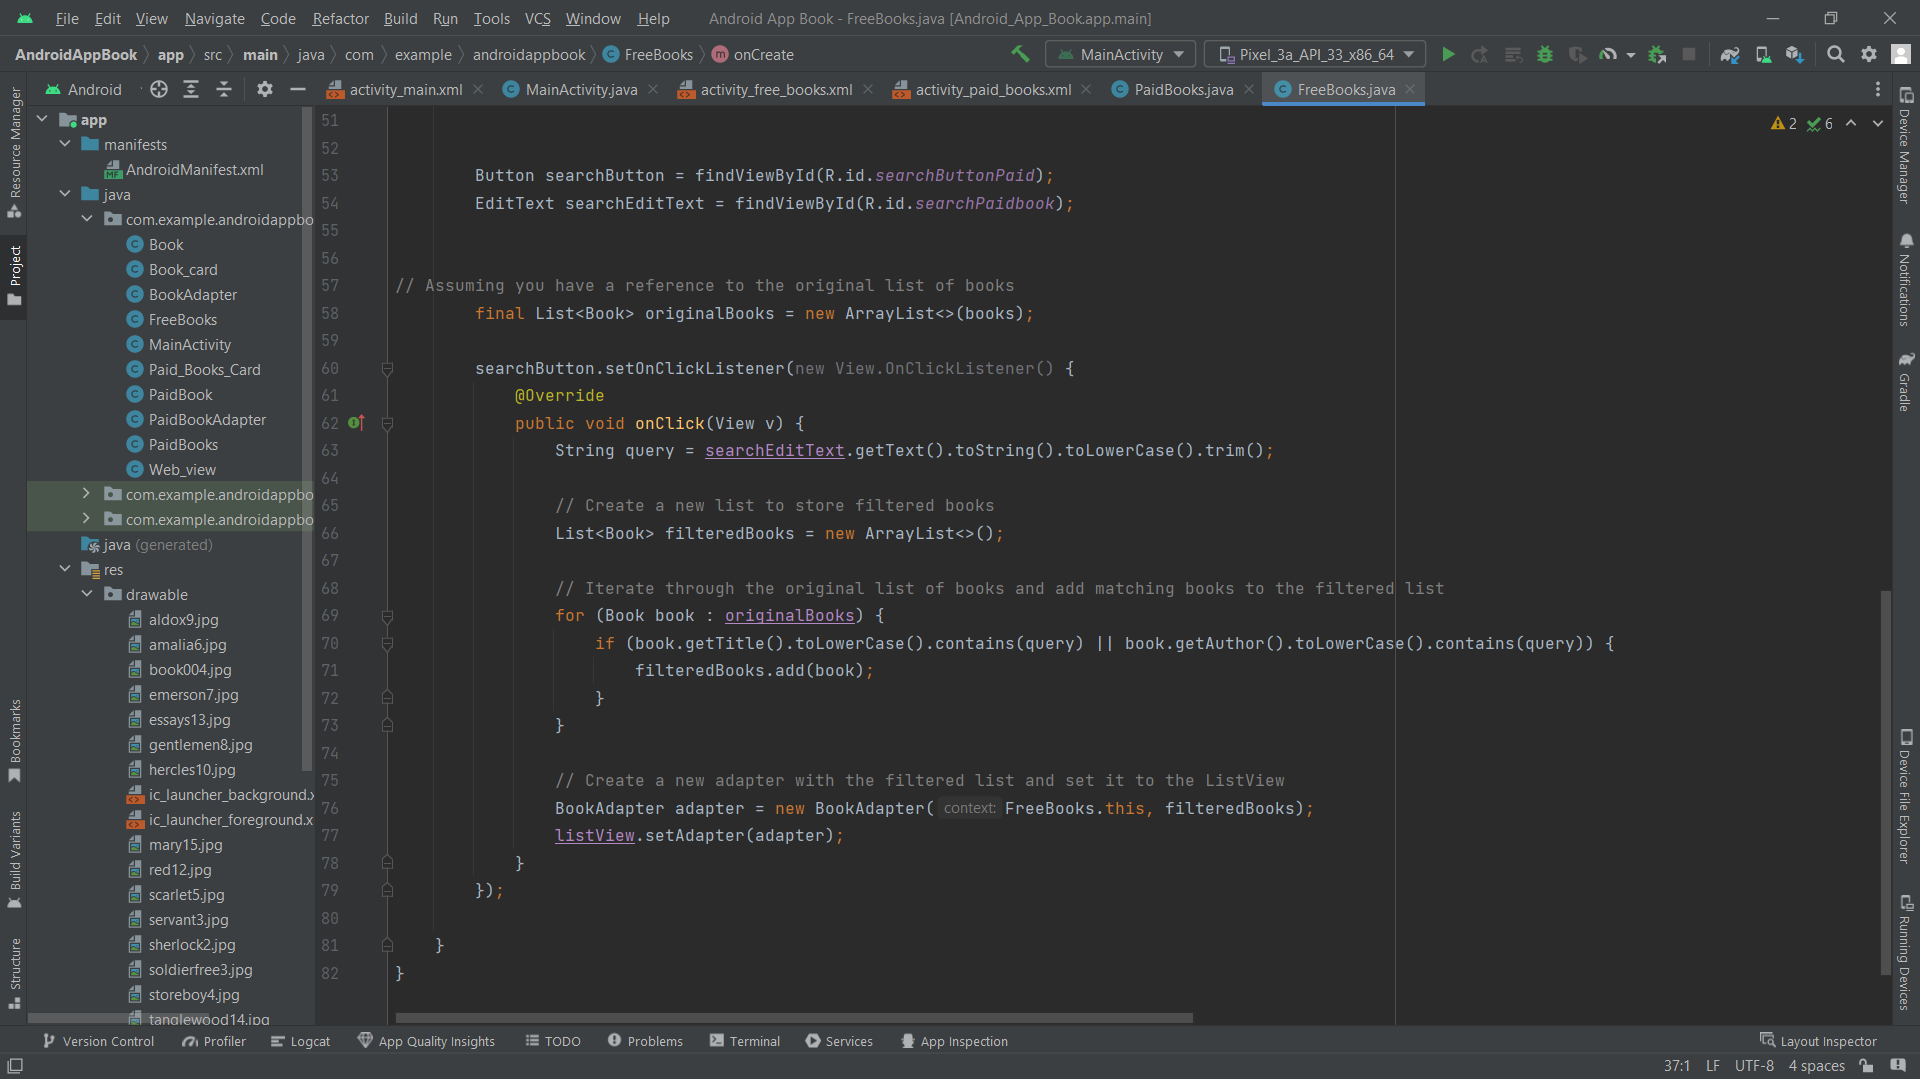 File Edit View Navigate Code Refactor Build Run Tools VCS Window Help Android App Book - FreeBooks.java [Android_App_Book.app.main]
AndroidAppBook app src main java com example androidappbook FreeBooks onCreate MainActivity Pixel_3a_API_33_x86_64
Android activity_main.xml MainActivity.java activity_free_books.xml activity_paid_books.xml PaidBooks.java FreeBooks.java
Resource Manager
Project
Bookmarks
Build Variants
Structure
app
manifests
AndroidManifest.xml
java
com.example.androidappbo
Book
Book_card
BookAdapter
FreeBooks
MainActivity
Paid_Books_Card
PaidBook
PaidBookAdapter
PaidBooks
Web_view
com.example.androidappbo
com.example.androidappbo
java (generated)
res
drawable
aldox9.jpg
amalia6.jpg
book004.jpg
emerson7.jpg
essays13.jpg
gentlemen8.jpg
hercles10.jpg
ic_launcher_background.x
ic_launcher_foreground.x
mary15.jpg
red12.jpg
scarlet5.jpg
servant3.jpg
sherlock2.jpg
soldierfree3.jpg
storeboy4.jpg
tanglewood14.jpg
2 6
51
52
53 Button searchButton = findViewById(R.id.searchButtonPaid);
54 EditText searchEditText = findViewById(R.id.searchPaidbook);
55
56
57 // Assuming you have a reference to the original list of books
58 final List<Book> originalBooks = new ArrayList<>(books);
59
60 searchButton.setOnClickListener(new View.OnClickListener() {
61 @Override
62 public void onClick(View v) {
63 String query = searchEditText.getText().toString().toLowerCase().trim();
64
65 // Create a new list to store filtered books
66 List<Book> filteredBooks = new ArrayList<>();
67
68 // Iterate through the original list of books and add matching books to the filtered list
69 for (Book book : originalBooks) {
70 if (book.getTitle().toLowerCase().contains(query) || book.getAuthor().toLowerCase().contains(query)) {
71 filteredBooks.add(book);
72 }
73 }
74
75 // Create a new adapter with the filtered list and set it to the ListView
76 BookAdapter adapter = new BookAdapter( context: FreeBooks.this, filteredBooks);
77 listView.setAdapter(adapter);
78 }
79 });
80
81 }
82 }
Device Manager
Notifications
Gradle
Device File Explorer
Running Devices
Version Control Profiler Logcat App Quality Insights TODO Problems Terminal Services App Inspection Layout Inspector
37:1 LF UTF-8 4 spaces